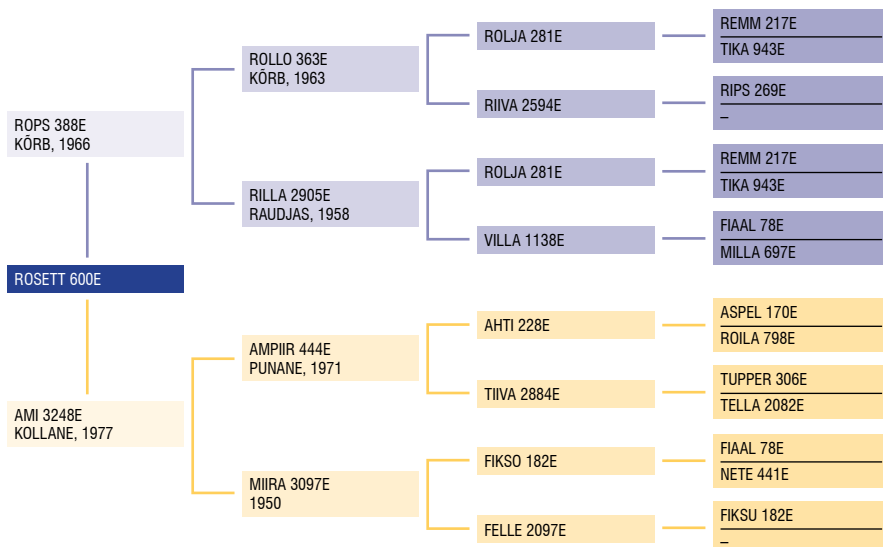 ROPS 388E
KÕRB, 1966
ROSETT 600E
AMI 3248E
KOLLANE, 1977
ROLLO 363E
KÕRB, 1963
RILLA 2905E
RAUDJAS, 1958
AMPIIR 444E
PUNANE, 1971
MIIRA 3097E
1950
ROLJA 281E
RIIVA 2594E
ROLJA 281E
VILLA 1138E
AHTI 228E
TIIVA 2884E
FIKSO 182E
FELLE 2097E
REMM 217E
TIKA 943E
RIPS 269E
–
REMM 217E
TIKA 943E
FIAAL 78E
MILLA 697E
ASPEL 170E
ROILA 798E
TUPPER 306E
TELLA 2082E
FIAAL 78E
NETE 441E
FIKSU 182E
–